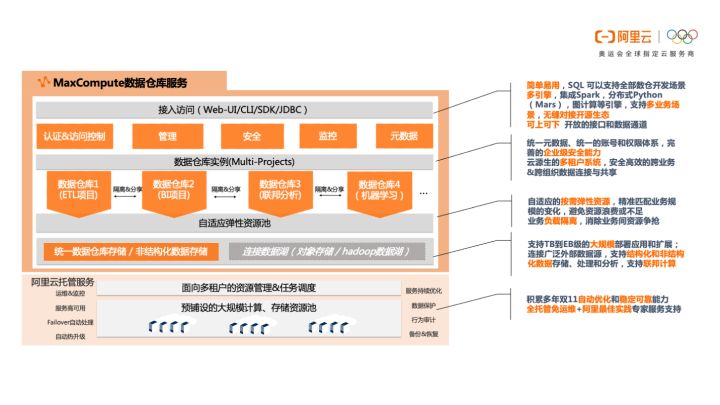 阿里云
奥运会全球指定云服务商
MaxCompute数据仓库服务
接入访问（Web-UI/CLI/SDK/JDBC）
认证&访问控制
管理
安全
监控
元数据
数据仓库实例(Multi-Projects)
数据仓库1
(ETL项目)
隔离&分享
数据仓库2
(BI项目)
隔离&分享
数据仓库3
(联邦分析)
隔离&分享
数据仓库4
(机器学习)
...
自适应弹性资源池
统一数据仓库存储/非结构化数据存储
连接数据湖（对象存储/hadoop数据湖）
阿里云托管服务
运维&监控
服务高可用
Failover自动处理
自动热升级
面向多租户的资源管理&任务调度
预铺设的大规模计算、存储资源池
服务持续优化
数据保护
行为审计
备份&恢复
简单易用，SQL 可以支持全部数仓开发场景
多引擎，集成Spark，分布式Python
（Mars），图计算等引擎，支持多业务场
景，无缝对接开源生态
可上可下 开放的接口和数据通道
统一元数据、统一的账号和权限体系，完
善的企业级安全能力
云原生的多租户系统，安全高效的跨业务
&跨组织数据连接与共享
自适应的按需弹性资源，精准匹配业务规
模的变化，避免资源浪费或不足
业务负载隔离，消除业务间资源争抢
支持TB到EB级的大规模部署应用和扩展；
连接广泛外部数据源，支持结构化和非结构
化数据存储、处理和分析，支持联邦计算
积累多年双11自动优化和稳定可靠能力
全托管免运维+阿里最佳实践专家服务支持